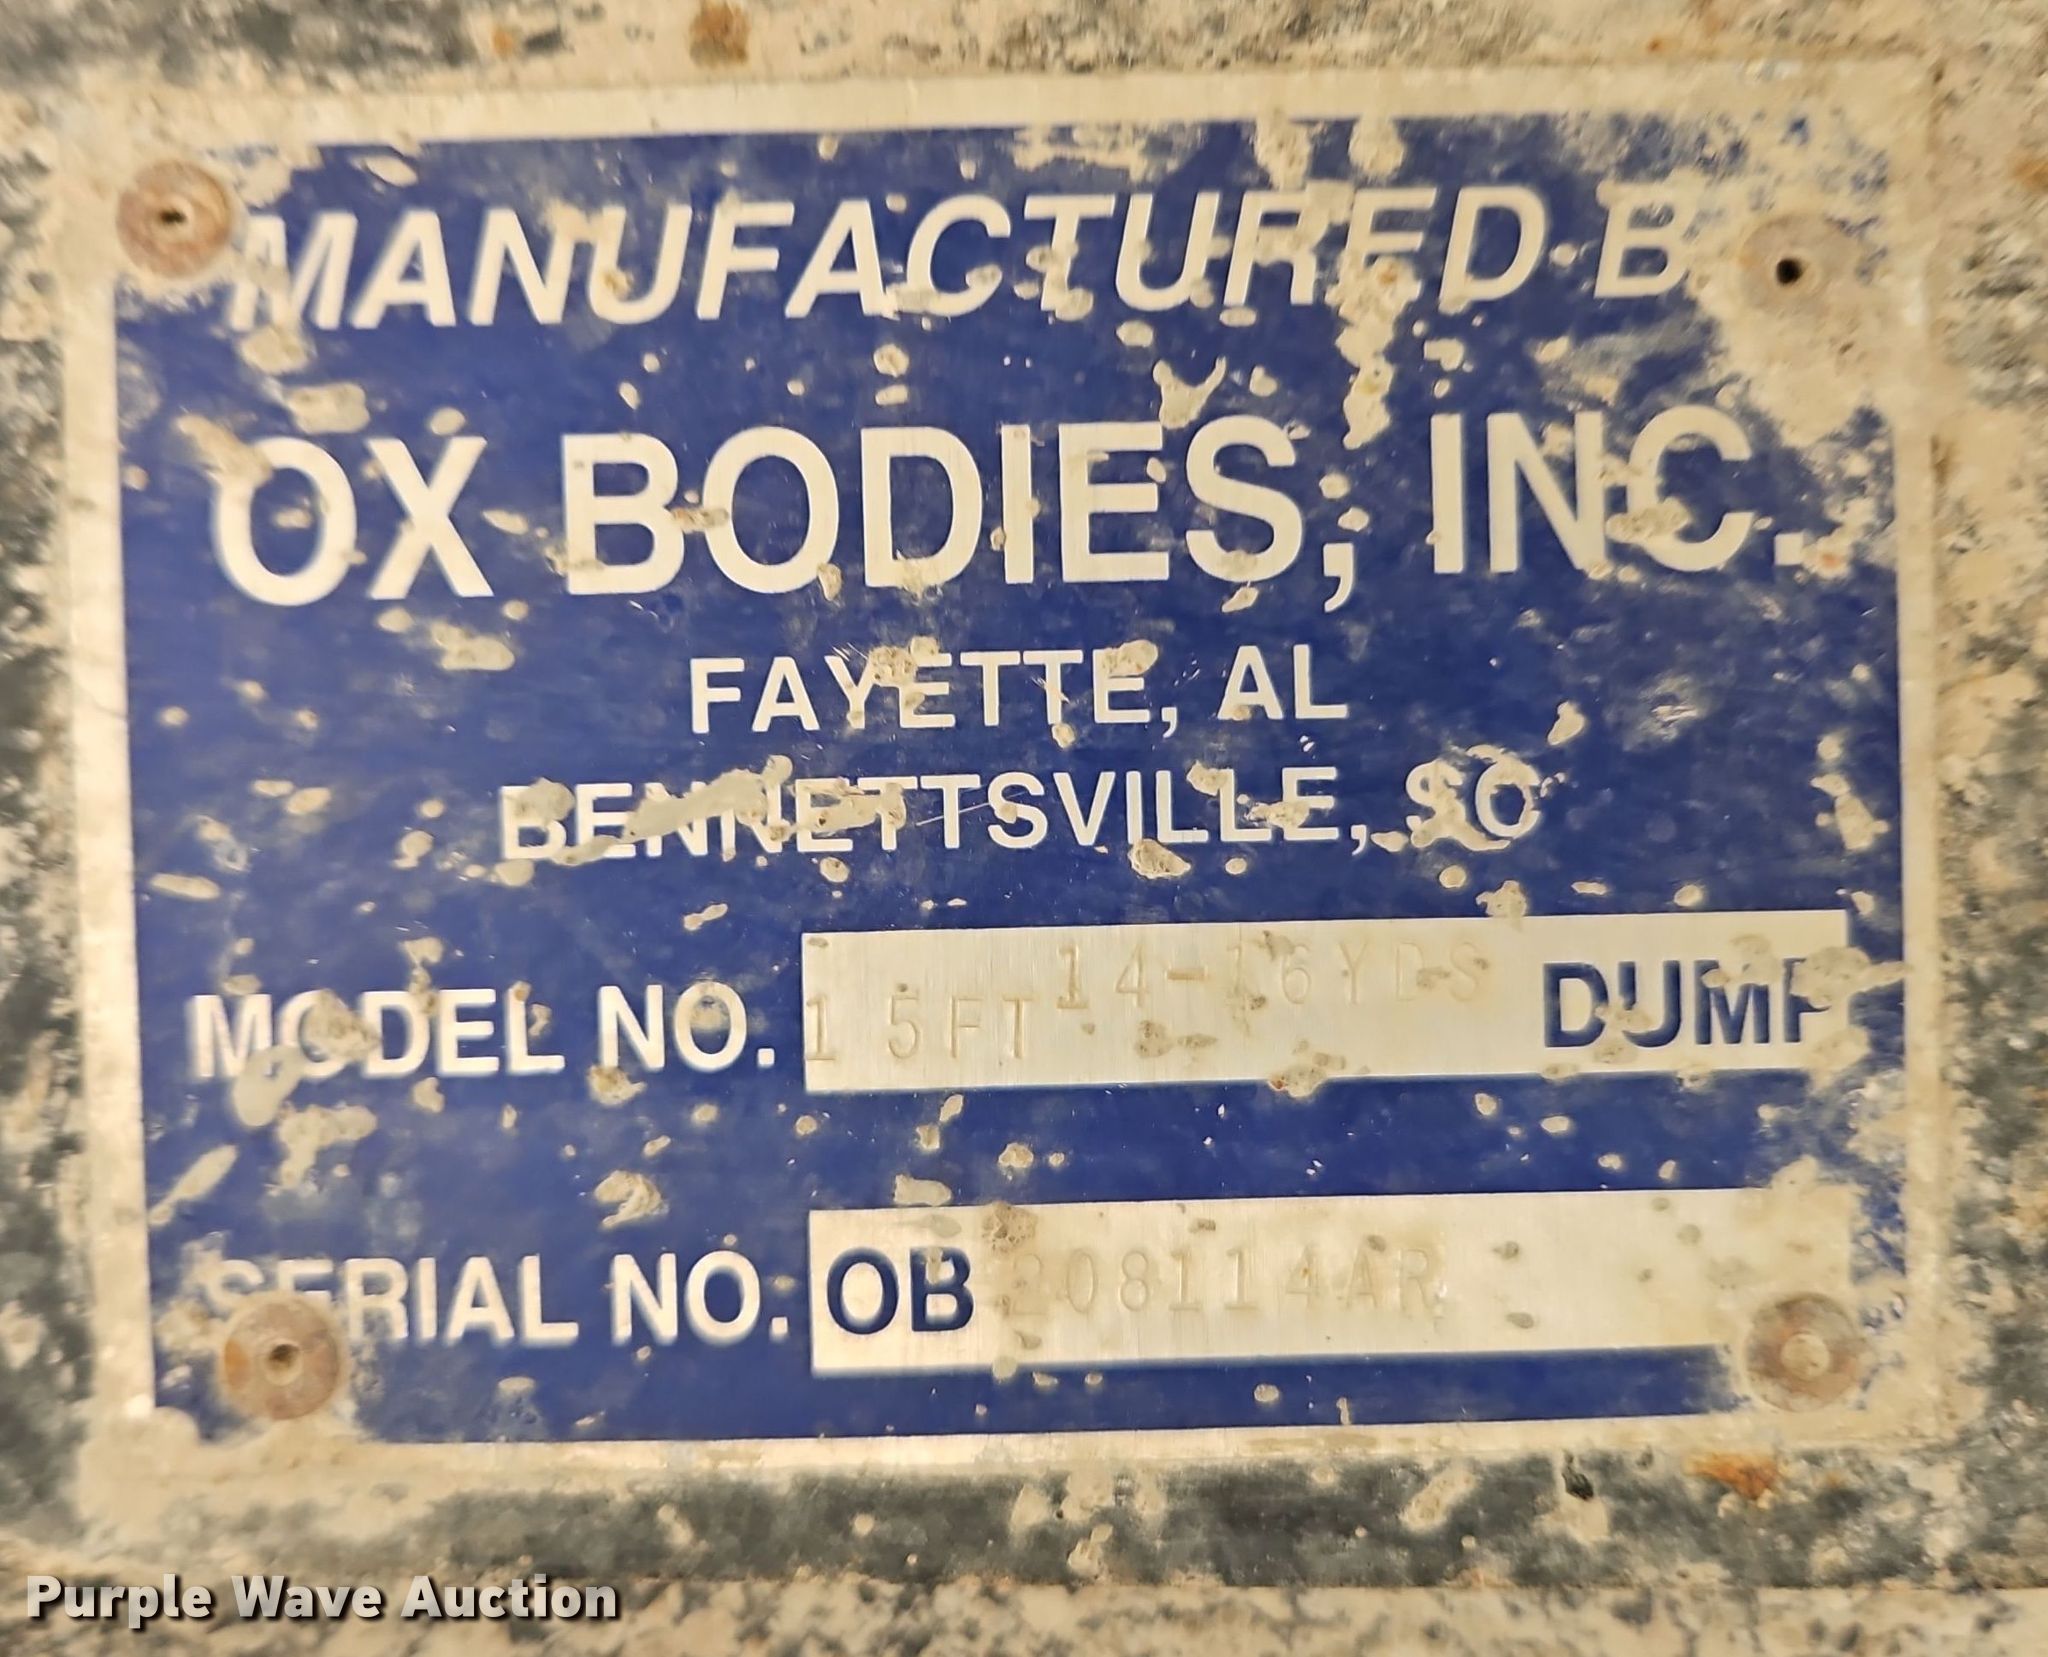 MANUFACTURED B
OX BODIES, INC.
FAYETTE, AL
BENNETTSVILLE, SC
MODEL NO. 15FT 14-16YDS DUMP
SERIAL NO. OB 208114AR
Purple Wave Auction